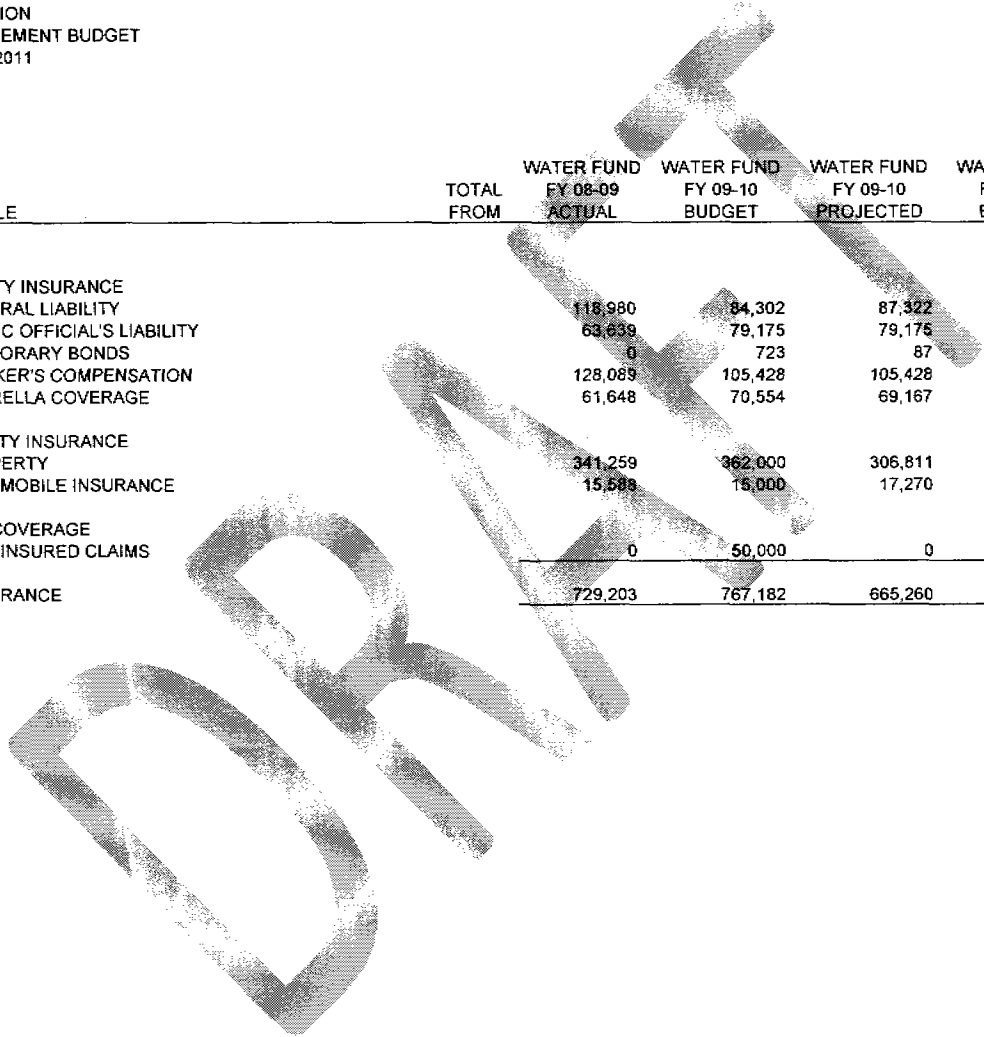 ION
EMENT BUDGET
2011
WATER FUND WATER FUND WATER FUND WA
TOTAL FY 08-09 FY 09-10 FY 09-10 F
LE FROM ACTUAL BUDGET PROJECTED E
TY INSURANCE
RAL LIABILITY 118,980 84,302 87,322
C OFFICIAL'S LIABILITY 63,639 79,175 79,175
ORARY BONDS 0 723 87
KER'S COMPENSATION 128,089 105,428 105,428
RELLA COVERAGE 61,648 70,554 69,167
TY INSURANCE
PERTY 341,259 362,000 306,811
MOBILE INSURANCE 15,588 15,000 17,270
COVERAGE
INSURED CLAIMS 0 50,000 0
RANCE 729,203 767,182 665,260
DRAFT